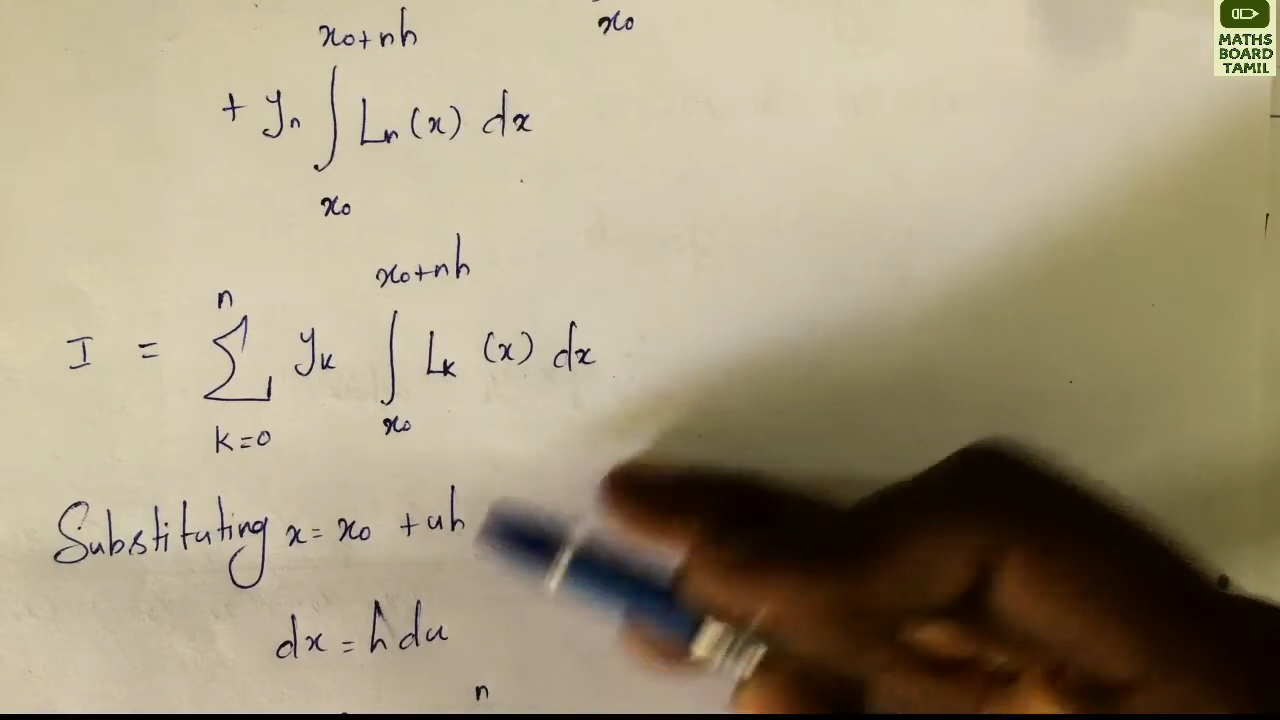 x₀+nh
x₀
+ yₙ ∫ Lₙ(x) dx
x₀
x₀+nh
n
I = ∑ yₖ ∫ Lₖ (x) dx
k=0 x₀
Substituting x = x₀ + uh
dx = h du
n
MATHS
BOARD
TAMIL